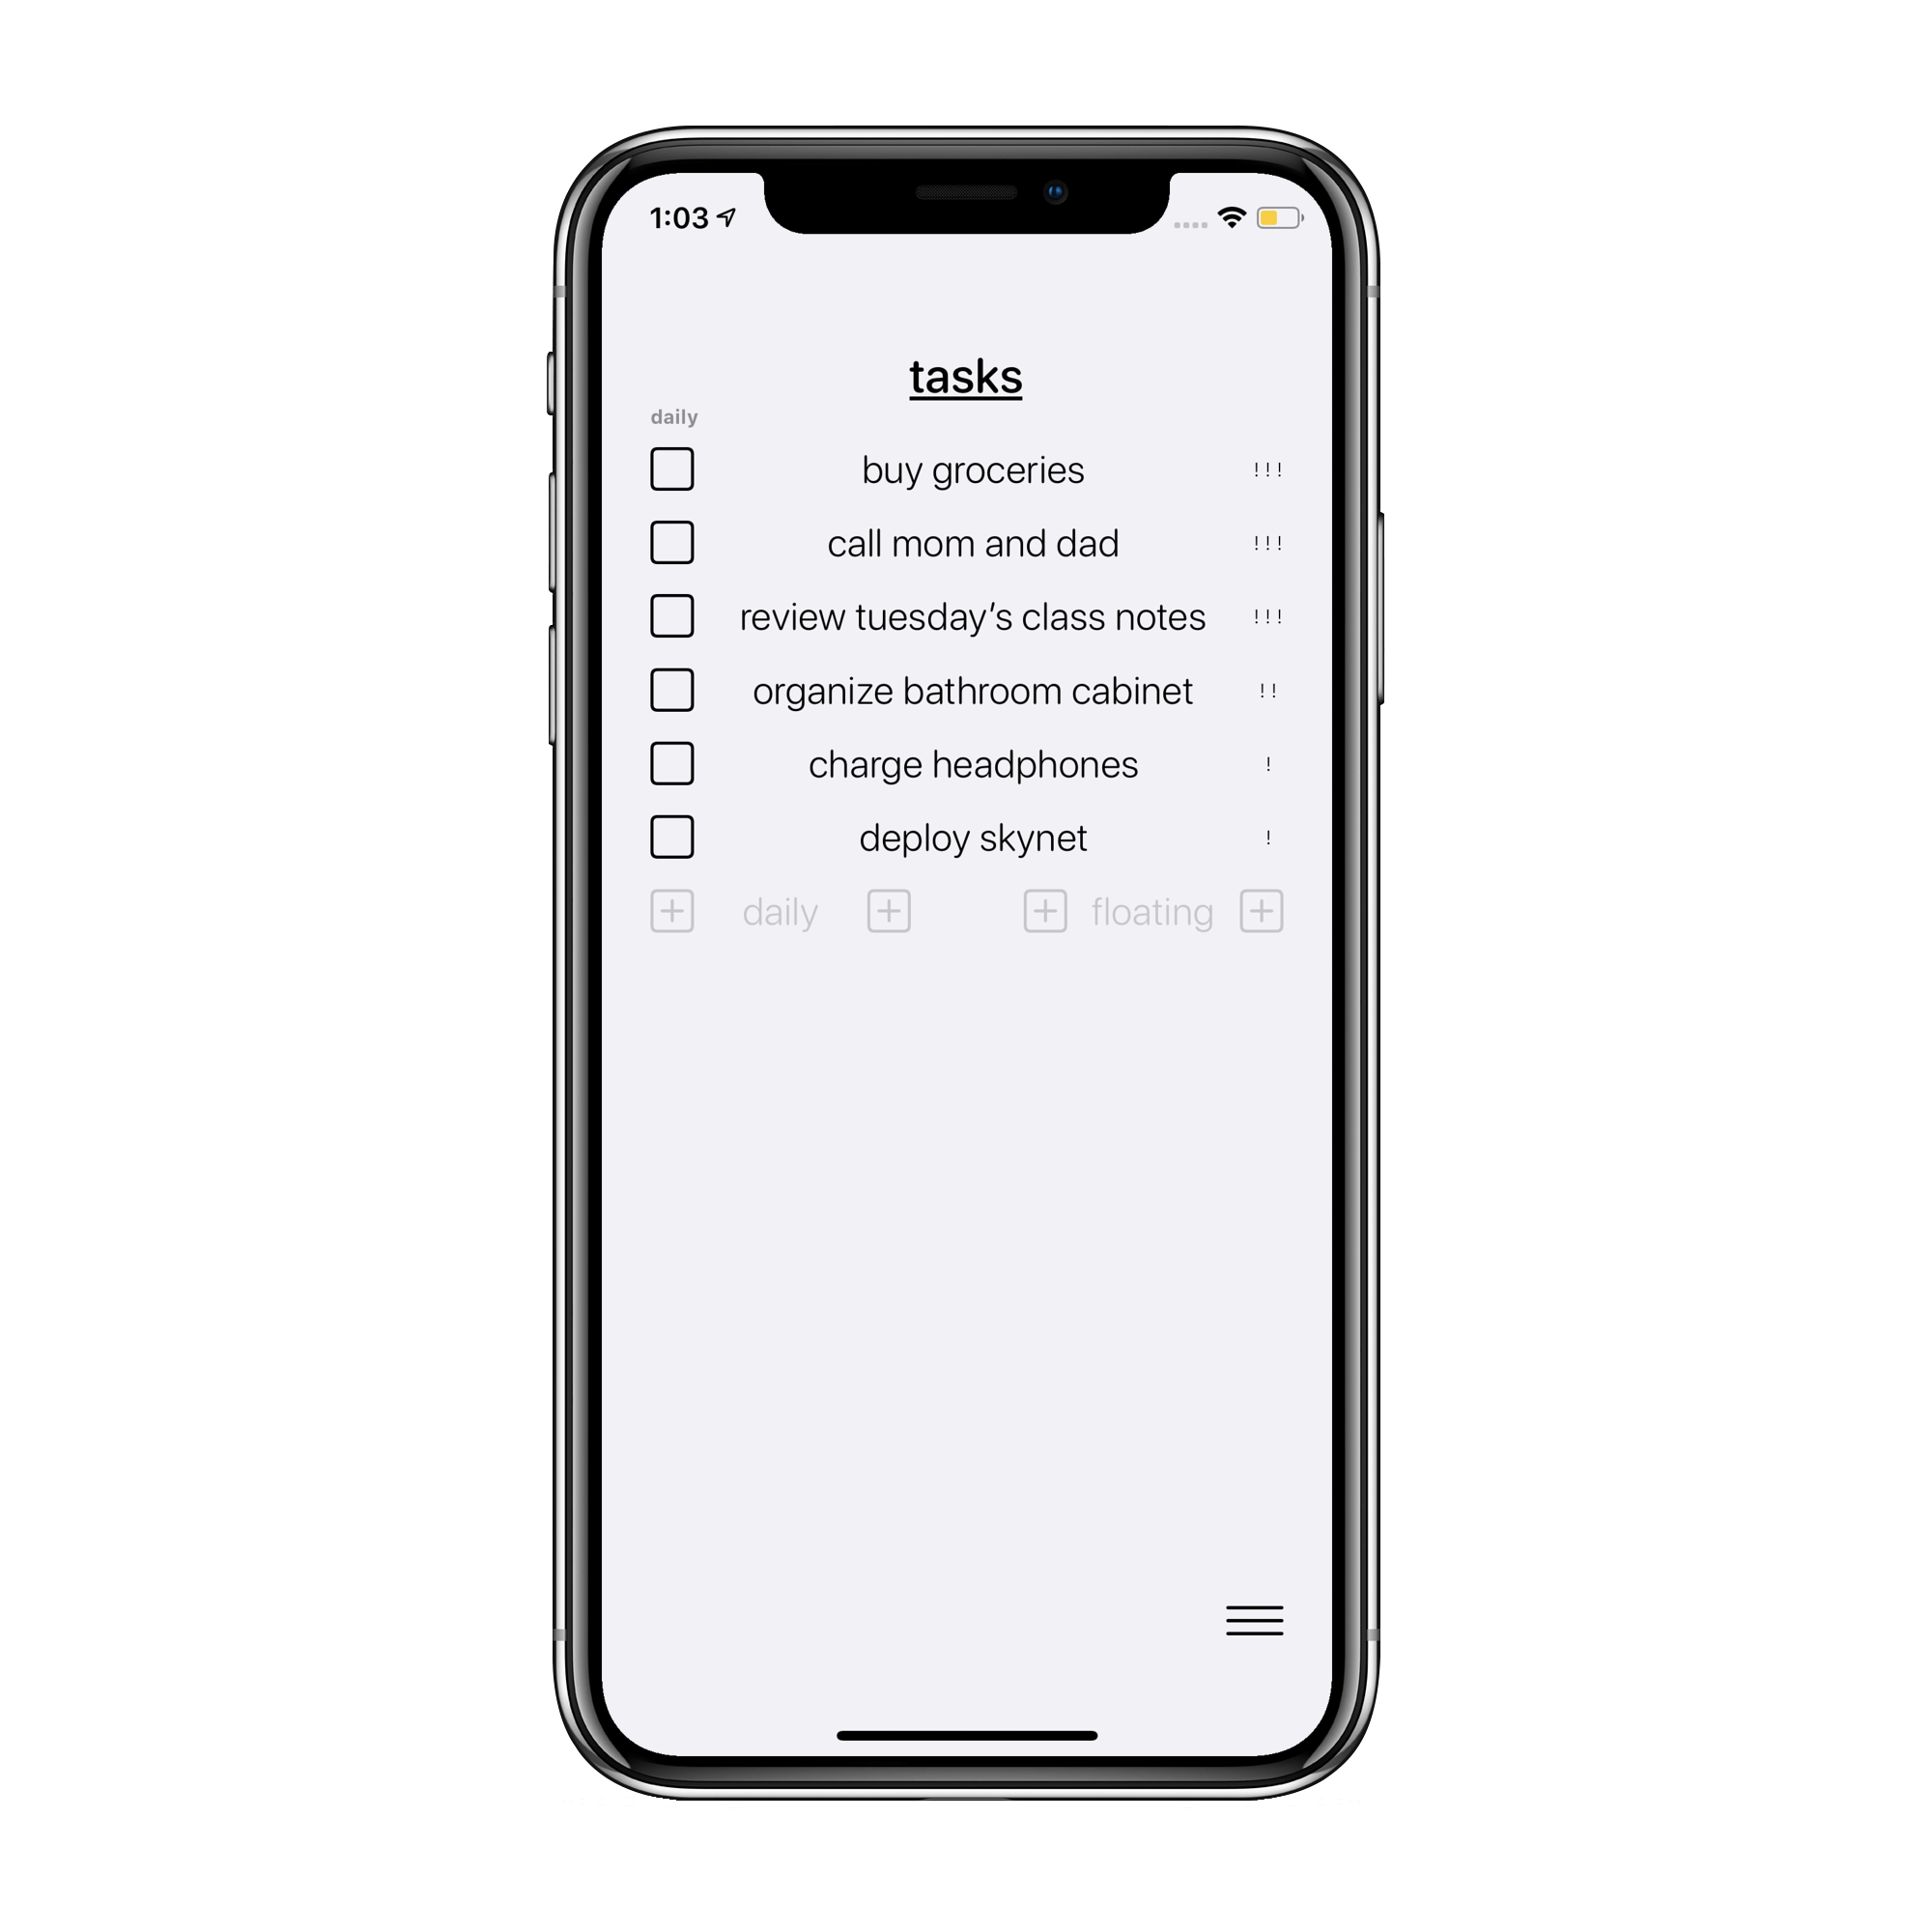 1:03
tasks
daily
buy groceries !!!
call mom and dad !!!
review tuesday's class notes !!!
organize bathroom cabinet !!
charge headphones !
deploy skynet !
daily floating